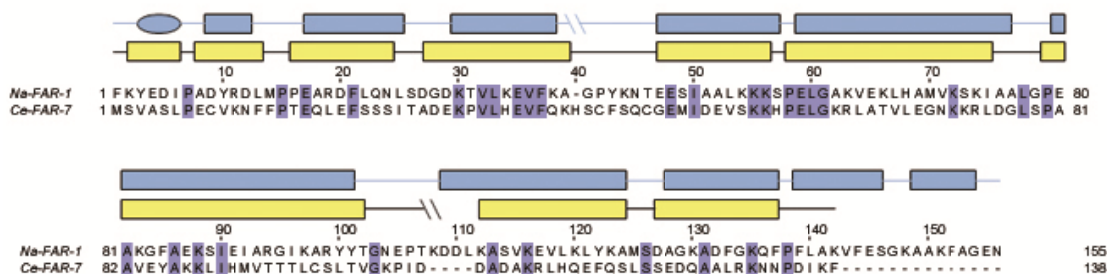 10 20 30 40 50 60 70
Na-FAR-1 1 FKYEDIPADYRDLMPPEARDFLQNLSDGDKTVLKEVFKA-GPYKNTEESIAALKKKSPELGAKVEKLHAMVKSKIAALGPE 80
Ce-FAR-7 1 MSVASLPECVKNFFPTEQLEFSSSITADEKPVLHEVFQKHSCFSQCGEMIDEVSKKHPELGKRLATVLEGNKKRLDGLSPA 81
90 100 110 120 130 140 150
Na-FAR-1 81 AKGFAEKSIEIARGIKARYYTGNEPTKDDLKASVKEVLKLYKAMSDAGKADFGKQFPFLAKVFESGKAAKFAGEN 155
Ce-FAR-7 82 AVEYAKKLIHMVTTTLCSLTVGKPID----DADAKRLHQEFQSLSSEDQAALRKNNPDIKF-------------- 138